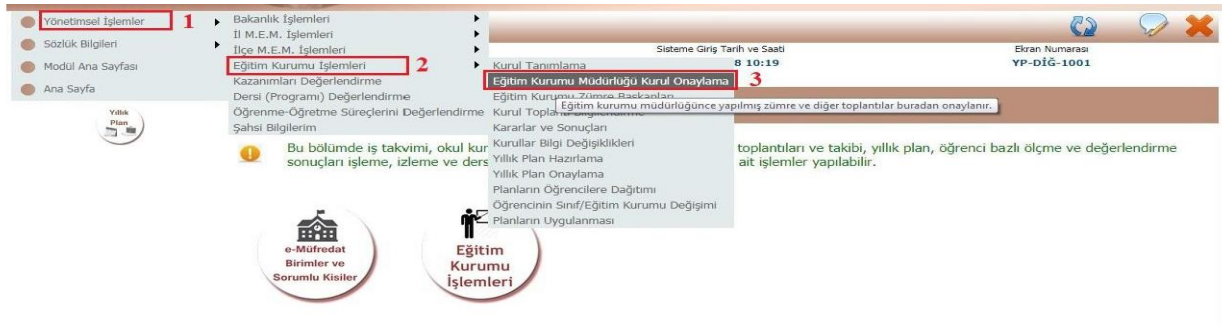 Yönetimsel İşlemler 1
Sözlük Bilgileri
Modül Ana Sayfası
Ana Sayfa
Bakanlık İşlemleri
İl M.E.M. İşlemleri
İlçe M.E.M. İşlemleri
Eğitim Kurumu İşlemleri 2
Kazanımları Değerlendirme
Dersi (Programı) Değerlendirme
Öğrenme-Öğretme Süreçlerini Değerlendirme
Şahsi Bilgilerim
Kurul Tanımlama
Eğitim Kurumu Müdürlüğü Kurul Onaylama 3
Eğitim Kurumu Zümre Başkanları
Eğitim kurumu müdürlüğünce yapılmış zümre ve diğer toplantılar buradan onaylanır.
Kurul Toplantı Bilgilendirme
Kararlar ve Sonuçları
Kurullar Bilgi Değişiklikleri
Yıllık Plan Hazırlama
Yıllık Plan Onaylama
Planların Öğrencilere Dağıtımı
Öğrencinin Sınıf/Eğitim Kurumu Değişimi
Planların Uygulanması
Sisteme Giriş Tarih ve Saati
8 10:19
Ekran Numarası
YP-DİĞ-1001
Yıllık
Plan
Bu bölümde iş takvimi, okul kur toplantıları ve takibi, yıllık plan, öğrenci bazlı ölçme ve değerlendirme
sonuçları işleme, izleme ve ders ait işlemler yapılabilir.
e-Müfredat
Birimler ve
Sorumlu Kisiler
Eğitim
Kurumu
İşlemleri